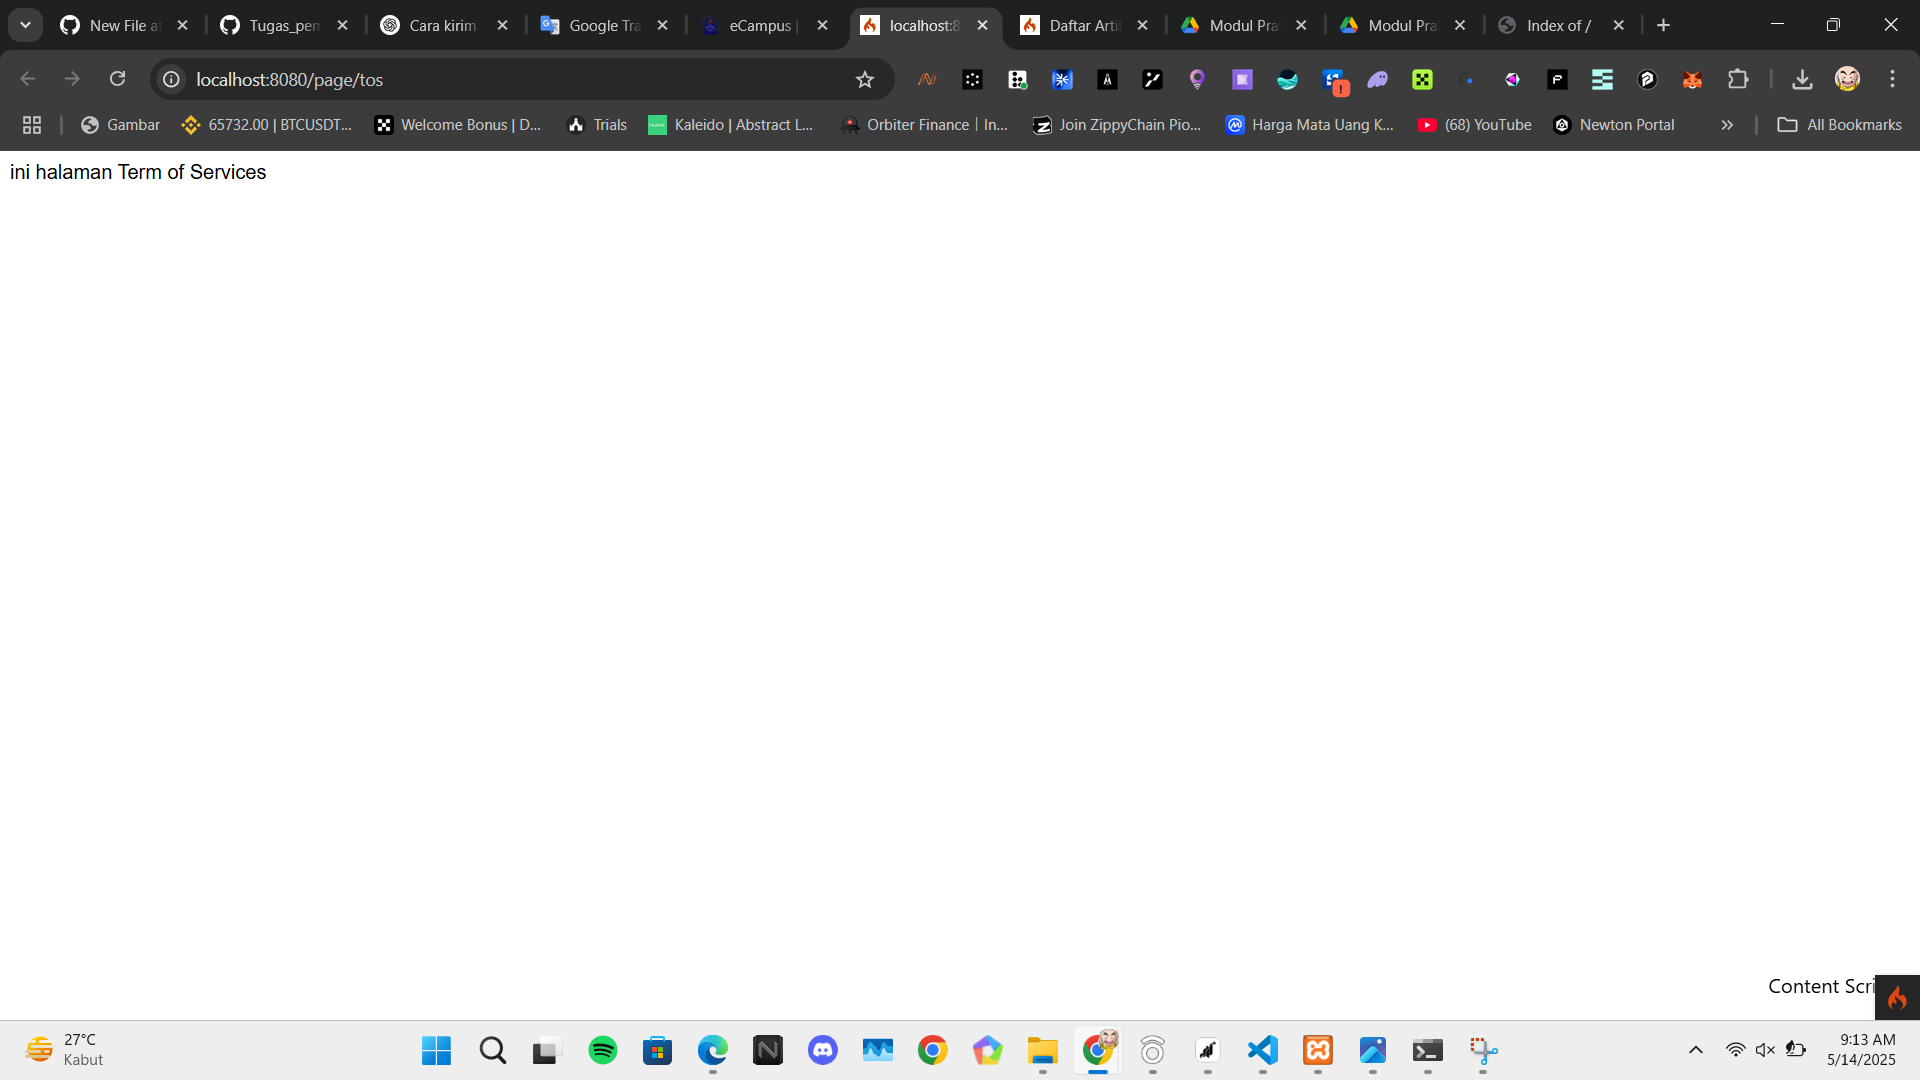 New File a
Tugas_pem
Cara kirim
Google Tra
eCampus |
localhost:8
Daftar Arti
Modul Pra
Modul Pra
Index of /
localhost:8080/page/tos
Gambar
65732.00 | BTCUSDT...
Welcome Bonus | D...
Trials
Kaleido | Abstract L...
Orbiter Finance | In...
Join ZippyChain Pio...
Harga Mata Uang K...
(68) YouTube
Newton Portal
All Bookmarks
ini halaman Term of Services
Content Scri
27°C
Kabut
9:13 AM
5/14/2025